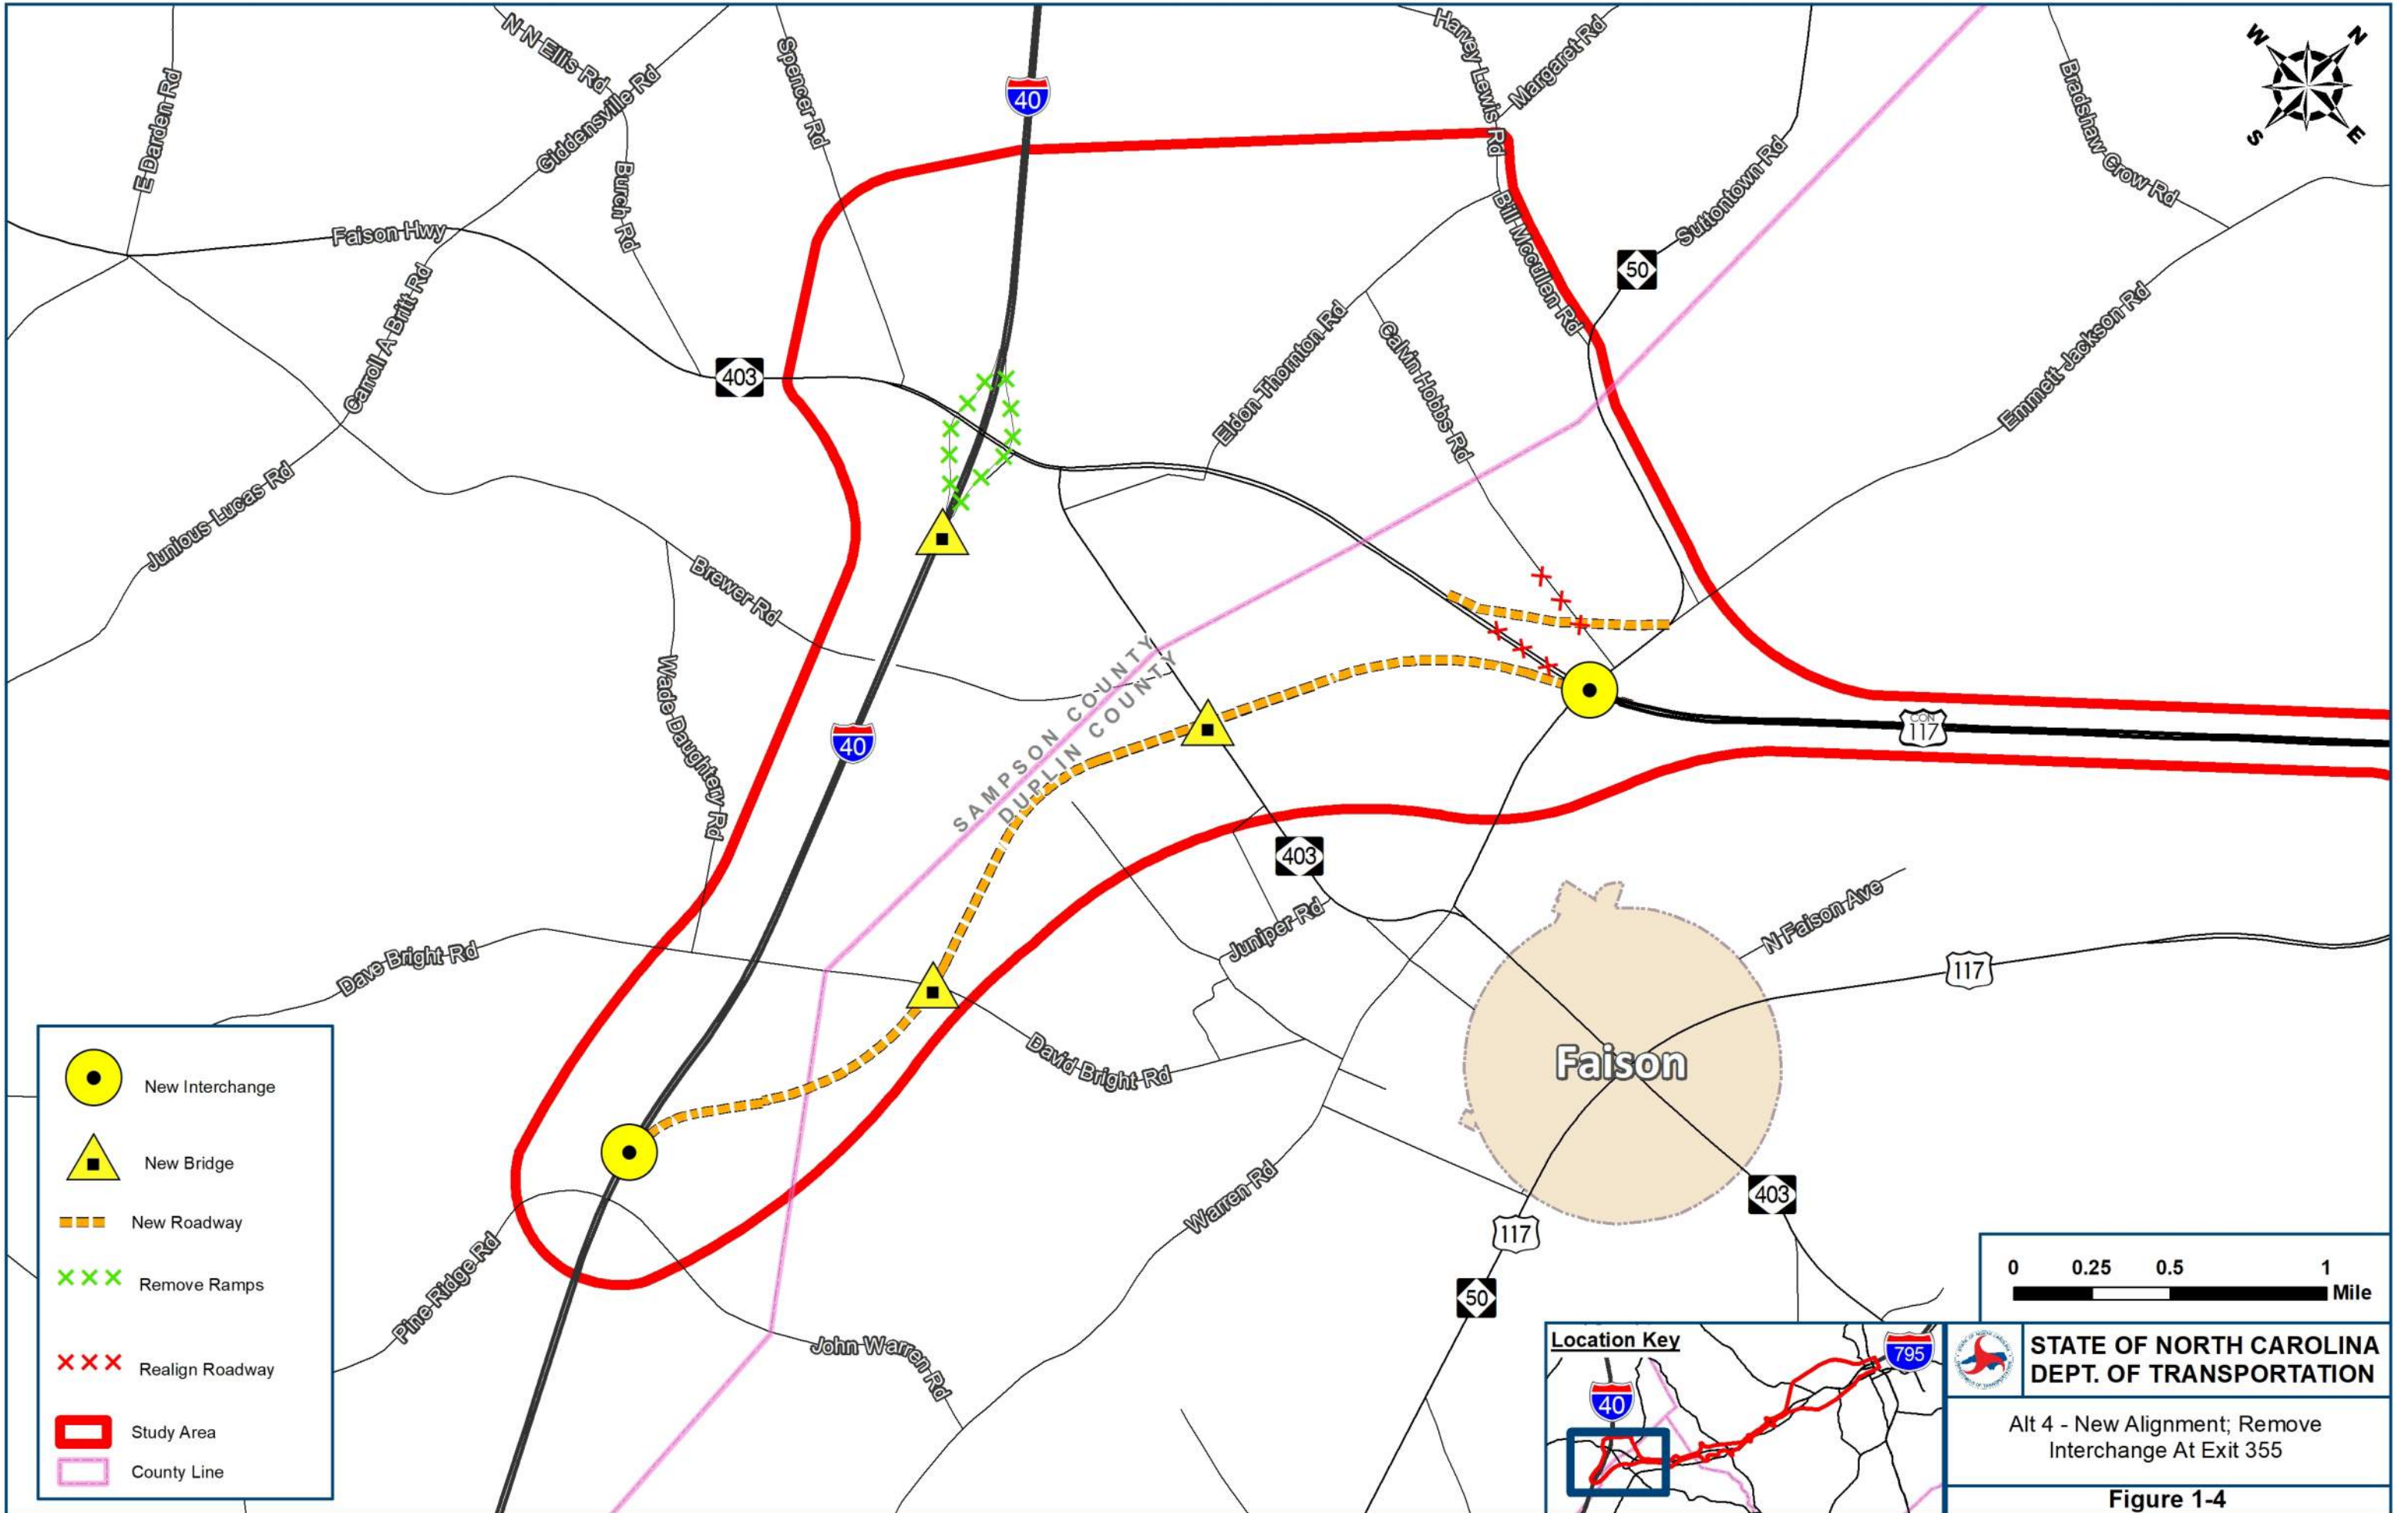 N N Ellis Rd
Giddensville Rd
E Darden Rd
Spencer Rd
40
Harvey Lewis Rd
Margaret Rd
Bradshaw Crow Rd
W
N
S
E
Faison Hwy
Burch Rd
Suttontown Rd
Bill Mccullen Rd
50
Carroll A Britt Rd
403
Eldon Thornton Rd
Calvin Hobbs Rd
Emmett Jackson Rd
Junious Lucas Rd
Brewer Rd
Wade Daughtery Rd
40
SAMPSON COUNTY
DUPLIN COUNTY
CON
117
403
Juniper Rd
N Faison Ave
117
Dave Bright Rd
David Bright Rd
Faison
Warren Rd
403
117
50
Pine Ridge Rd
John Warren Rd
New Interchange
New Bridge
New Roadway
Remove Ramps
Realign Roadway
Study Area
County Line
0 0.25 0.5 1
Mile
Location Key
40
795
STATE OF NORTH CAROLINA
DEPT. OF TRANSPORTATION
Alt 4 - New Alignment; Remove
Interchange At Exit 355
Figure 1-4